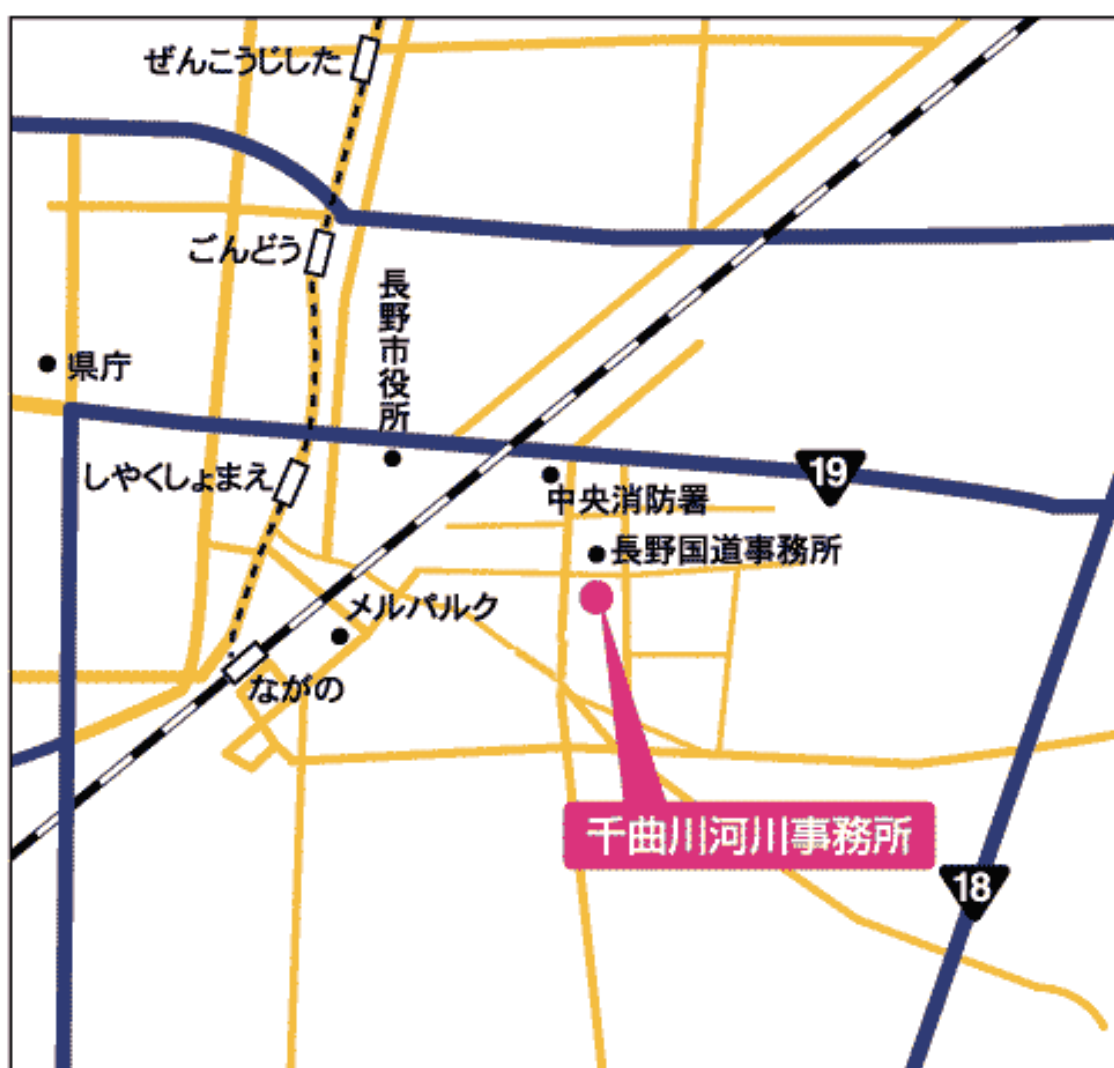 ぜんこうじした
ごんどう
長野市役所
県庁
しやくしょまえ
19
中央消防署
長野国道事務所
メルパルク
ながの
千曲川河川事務所
18